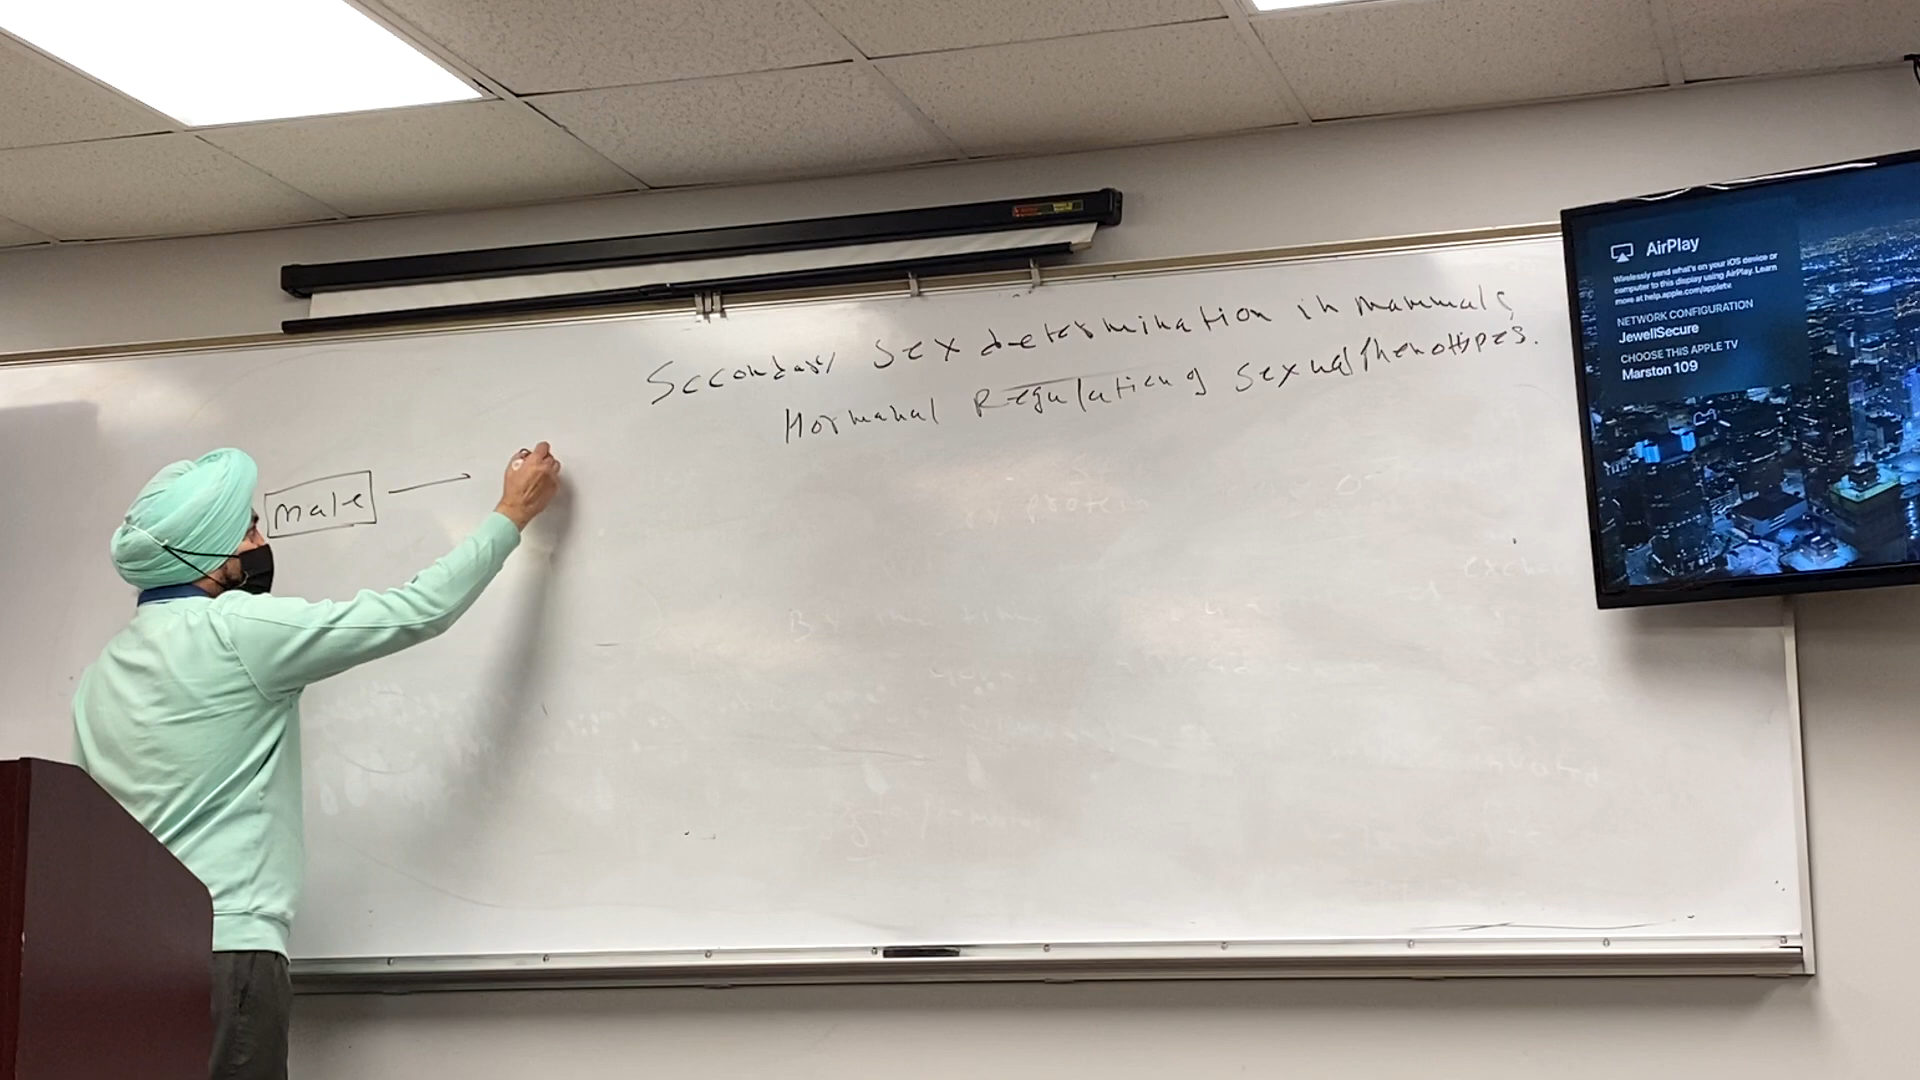 Secondary Sex determination in mammals
Hormonal Regulation of Sexual Phenotypes.
male
AirPlay
Wirelessly send what's on your iOS device or
computer to this display using AirPlay. Learn
more at help.apple.com/appletv.
NETWORK CONFIGURATION
JewellSecure
CHOOSE THIS APPLE TV
Marston 109